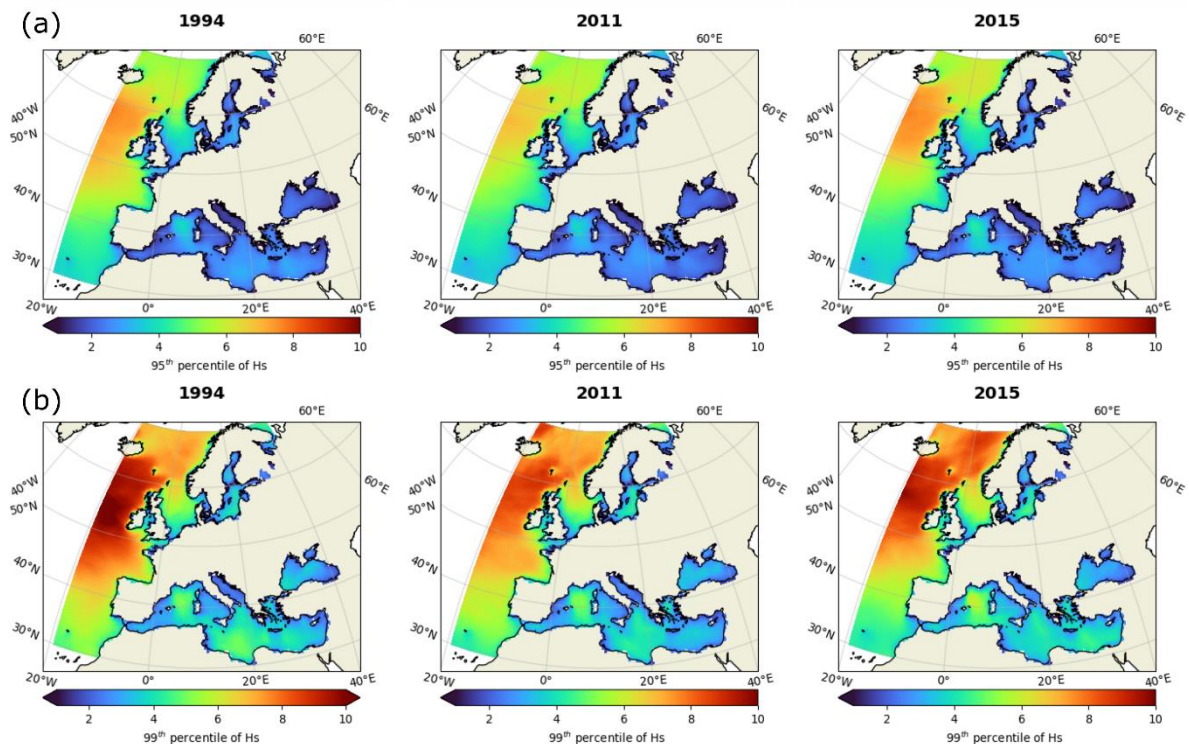 (a)
1994 2011 2015
60°E 60°E 60°E
40°W 60°E 40°W 60°E 40°W 60°E
50°N 50°N 50°N
40°N 40°N 40°N
30°N 30°N 30°N
20°W 0° 20°E 40°E 20°W 0° 20°E 40°E 20°W 0° 20°E 40°E
2 4 6 8 10 2 4 6 8 10 2 4 6 8 10
95th percentile of Hs 95th percentile of Hs 95th percentile of Hs
(b)
1994 2011 2015
60°E 60°E 60°E
40°W 60°E 40°W 60°E 40°W 60°E
50°N 50°N 50°N
40°N 40°N 40°N
30°N 30°N 30°N
20°W 0° 20°E 40°E 20°W 0° 20°E 40°E 20°W 0° 20°E 40°E
2 4 6 8 10 2 4 6 8 10 2 4 6 8 10
99th percentile of Hs 99th percentile of Hs 99th percentile of Hs